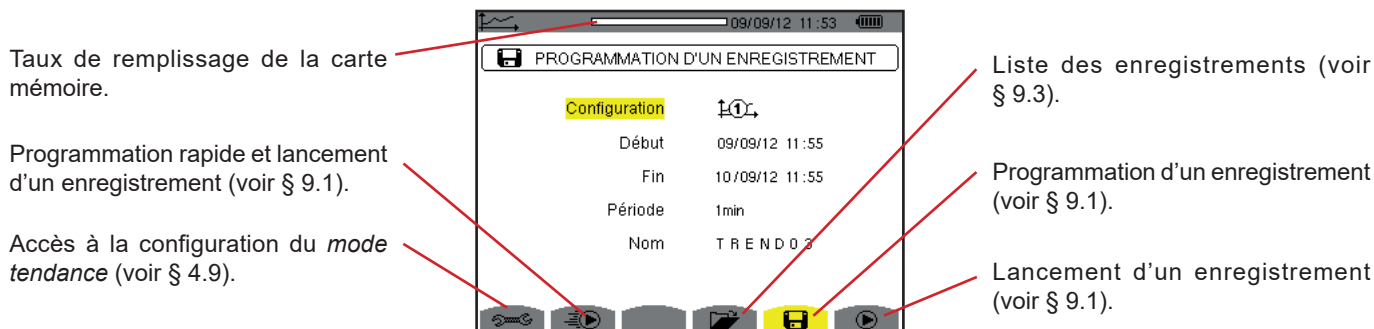 Taux de remplissage de la carte
mémoire.
Programmation rapide et lancement
d'un enregistrement (voir § 9.1).
Accès à la configuration du mode
tendance (voir § 4.9).
09/09/12 11:53
PROGRAMMATION D'UN ENREGISTREMENT
Configuration 1
Début 09/09/12 11:55
Fin 10/09/12 11:55
Période 1min
Nom TREND03
Liste des enregistrements (voir
§ 9.3).
Programmation d'un enregistrement
(voir § 9.1).
Lancement d'un enregistrement
(voir § 9.1).